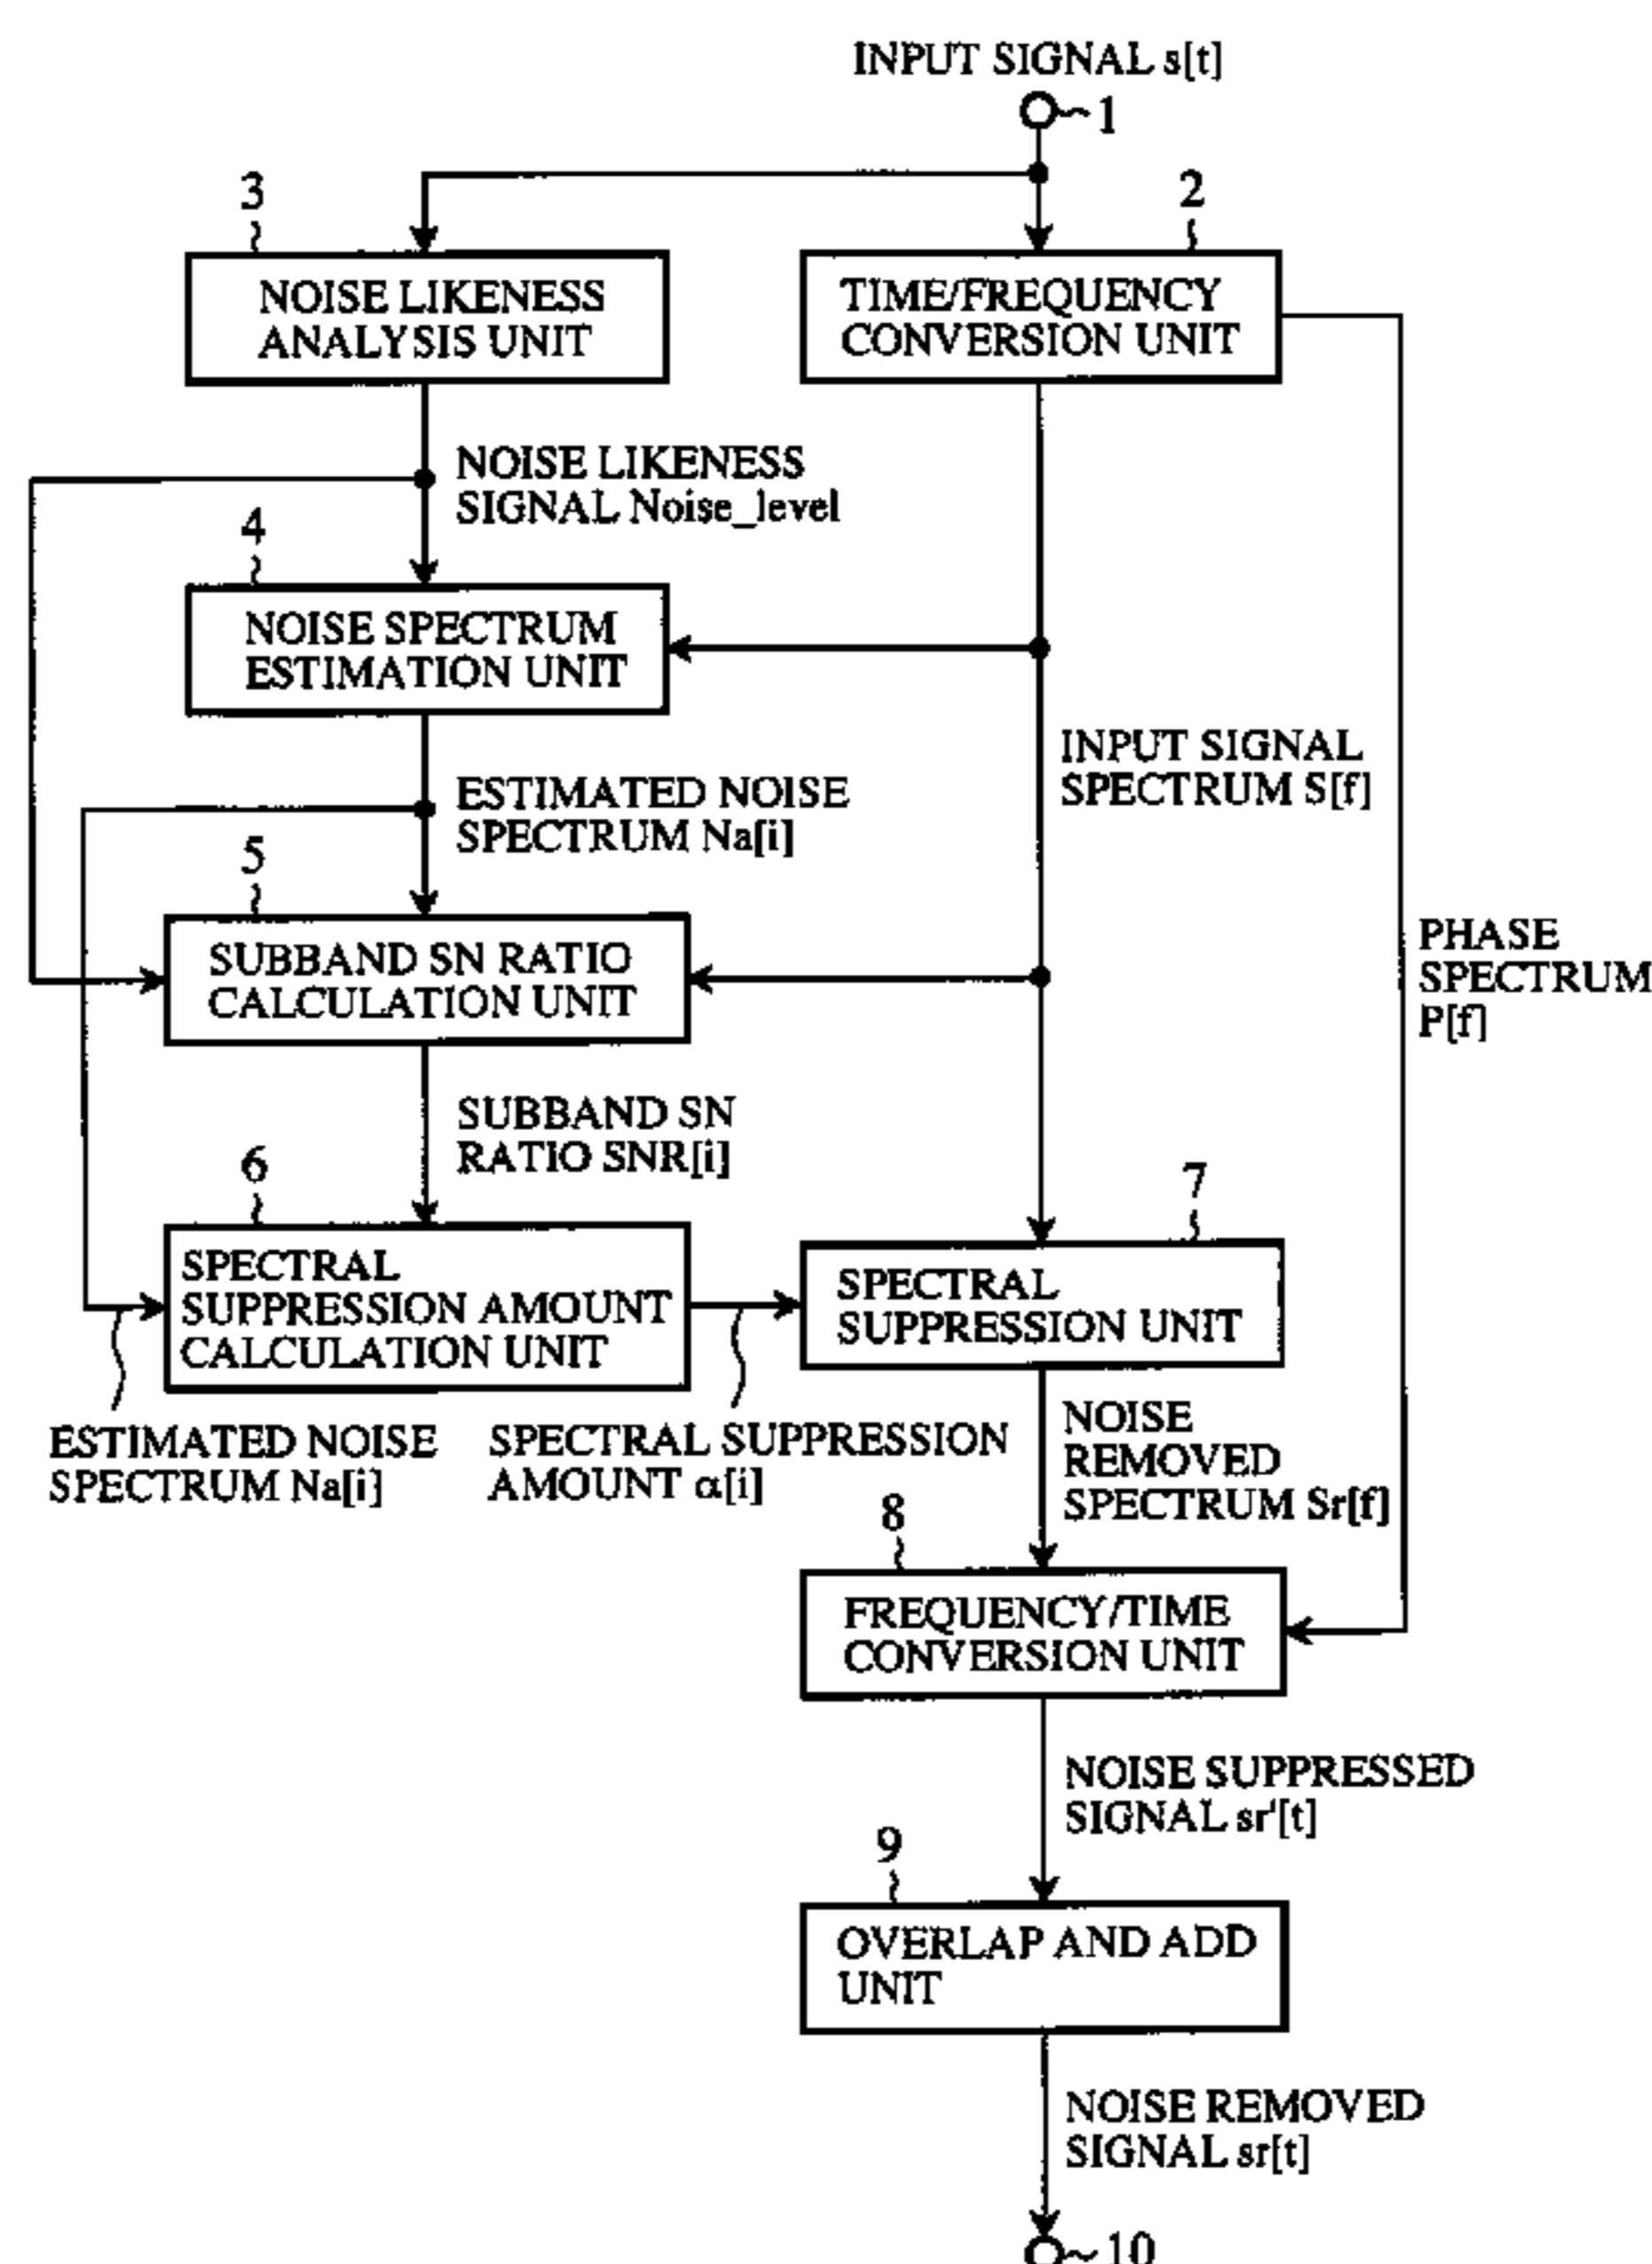 INPUT SIGNAL s[t]
1
3
2
NOISE LIKENESS
ANALYSIS UNIT
TIME/FREQUENCY
CONVERSION UNIT
NOISE LIKENESS
SIGNAL Noise_level
4
NOISE SPECTRUM
ESTIMATION UNIT
INPUT SIGNAL
SPECTRUM S[f]
ESTIMATED NOISE
SPECTRUM Na[i]
5
SUBBAND SN RATIO
CALCULATION UNIT
PHASE
SPECTRUM
P[f]
SUBBAND SN
RATIO SNR[i]
6
7
SPECTRAL
SUPPRESSION AMOUNT
CALCULATION UNIT
SPECTRAL
SUPPRESSION UNIT
ESTIMATED NOISE
SPECTRUM Na[i]
SPECTRAL SUPPRESSION
AMOUNT α[i]
NOISE
REMOVED
SPECTRUM Sr[f]
8
FREQUENCY/TIME
CONVERSION UNIT
NOISE SUPPRESSED
SIGNAL sr'[t]
9
OVERLAP AND ADD
UNIT
NOISE REMOVED
SIGNAL sr[t]
10